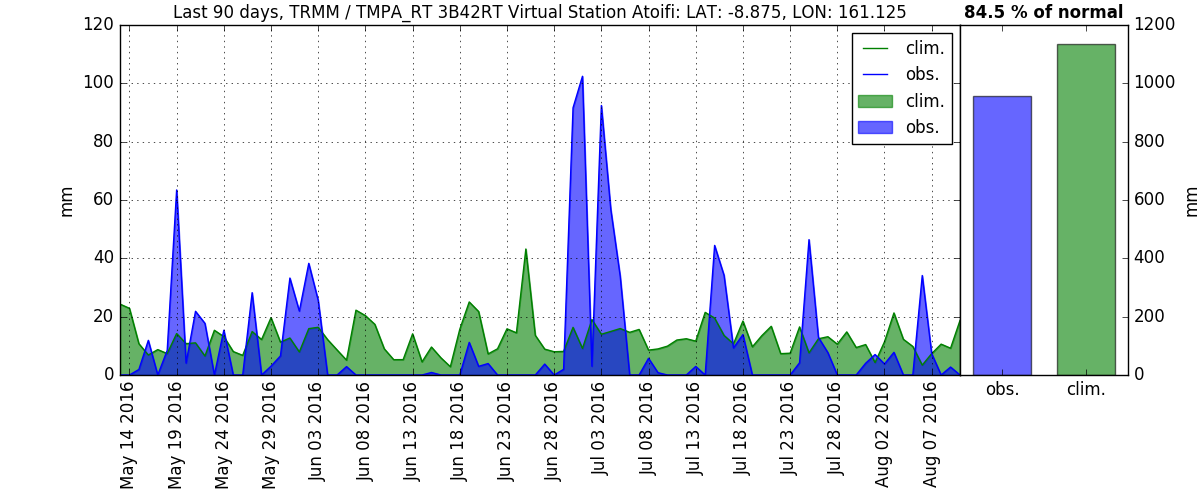 Last 90 days, TRMM / TMPA_RT 3B42RT Virtual Station Atoifi: LAT: -8.875, LON: 161.125
84.5 % of normal
120
100
80
60
40
20
0
mm
clim.
obs.
clim.
obs.
1200
1000
800
600
400
200
0
mm
May 14 2016
May 19 2016
May 24 2016
May 29 2016
Jun 03 2016
Jun 08 2016
Jun 13 2016
Jun 18 2016
Jun 23 2016
Jun 28 2016
Jul 03 2016
Jul 08 2016
Jul 13 2016
Jul 18 2016
Jul 23 2016
Jul 28 2016
Aug 02 2016
Aug 07 2016
obs.
clim.